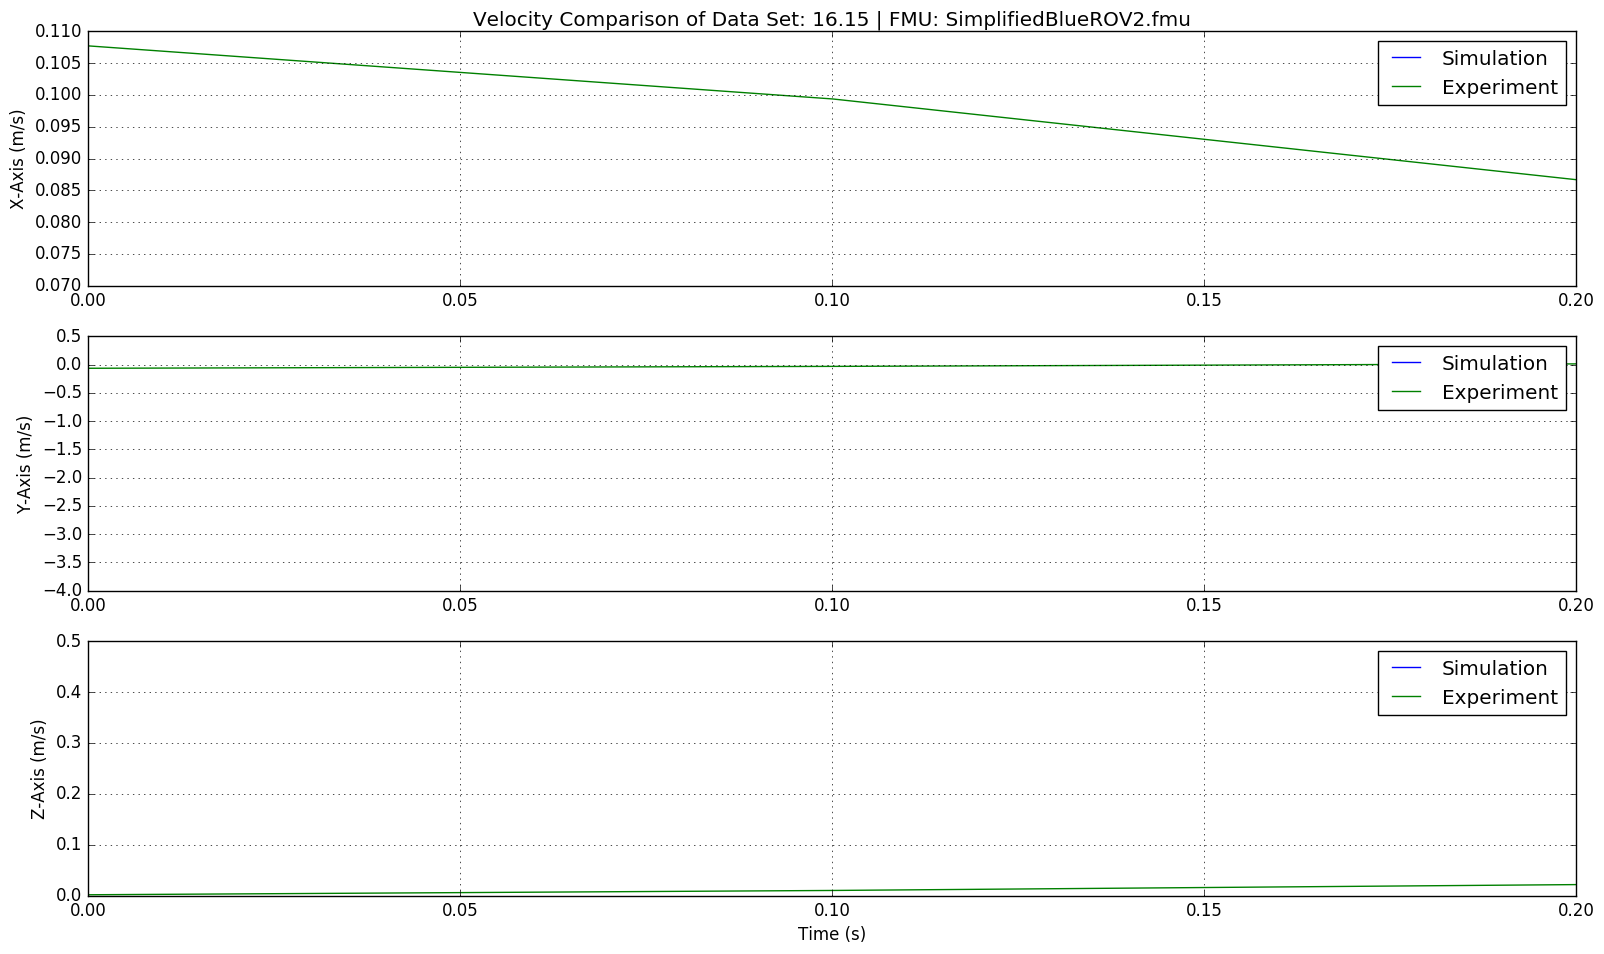 Velocity Comparison of Data Set: 16.15 | FMU: SimplifiedBlueROV2.fmu
X-Axis (m/s)
0.110
0.105
0.100
0.095
0.090
0.085
0.080
0.075
0.070
Simulation
Experiment
0.00 0.05 0.10 0.15 0.20
Y-Axis (m/s)
0.5
0.0
−0.5
−1.0
−1.5
−2.0
−2.5
−3.0
−3.5
−4.0
Simulation
Experiment
0.00 0.05 0.10 0.15 0.20
Z-Axis (m/s)
0.5
0.4
0.3
0.2
0.1
0.0
Simulation
Experiment
0.00 0.05 0.10 0.15 0.20
Time (s)